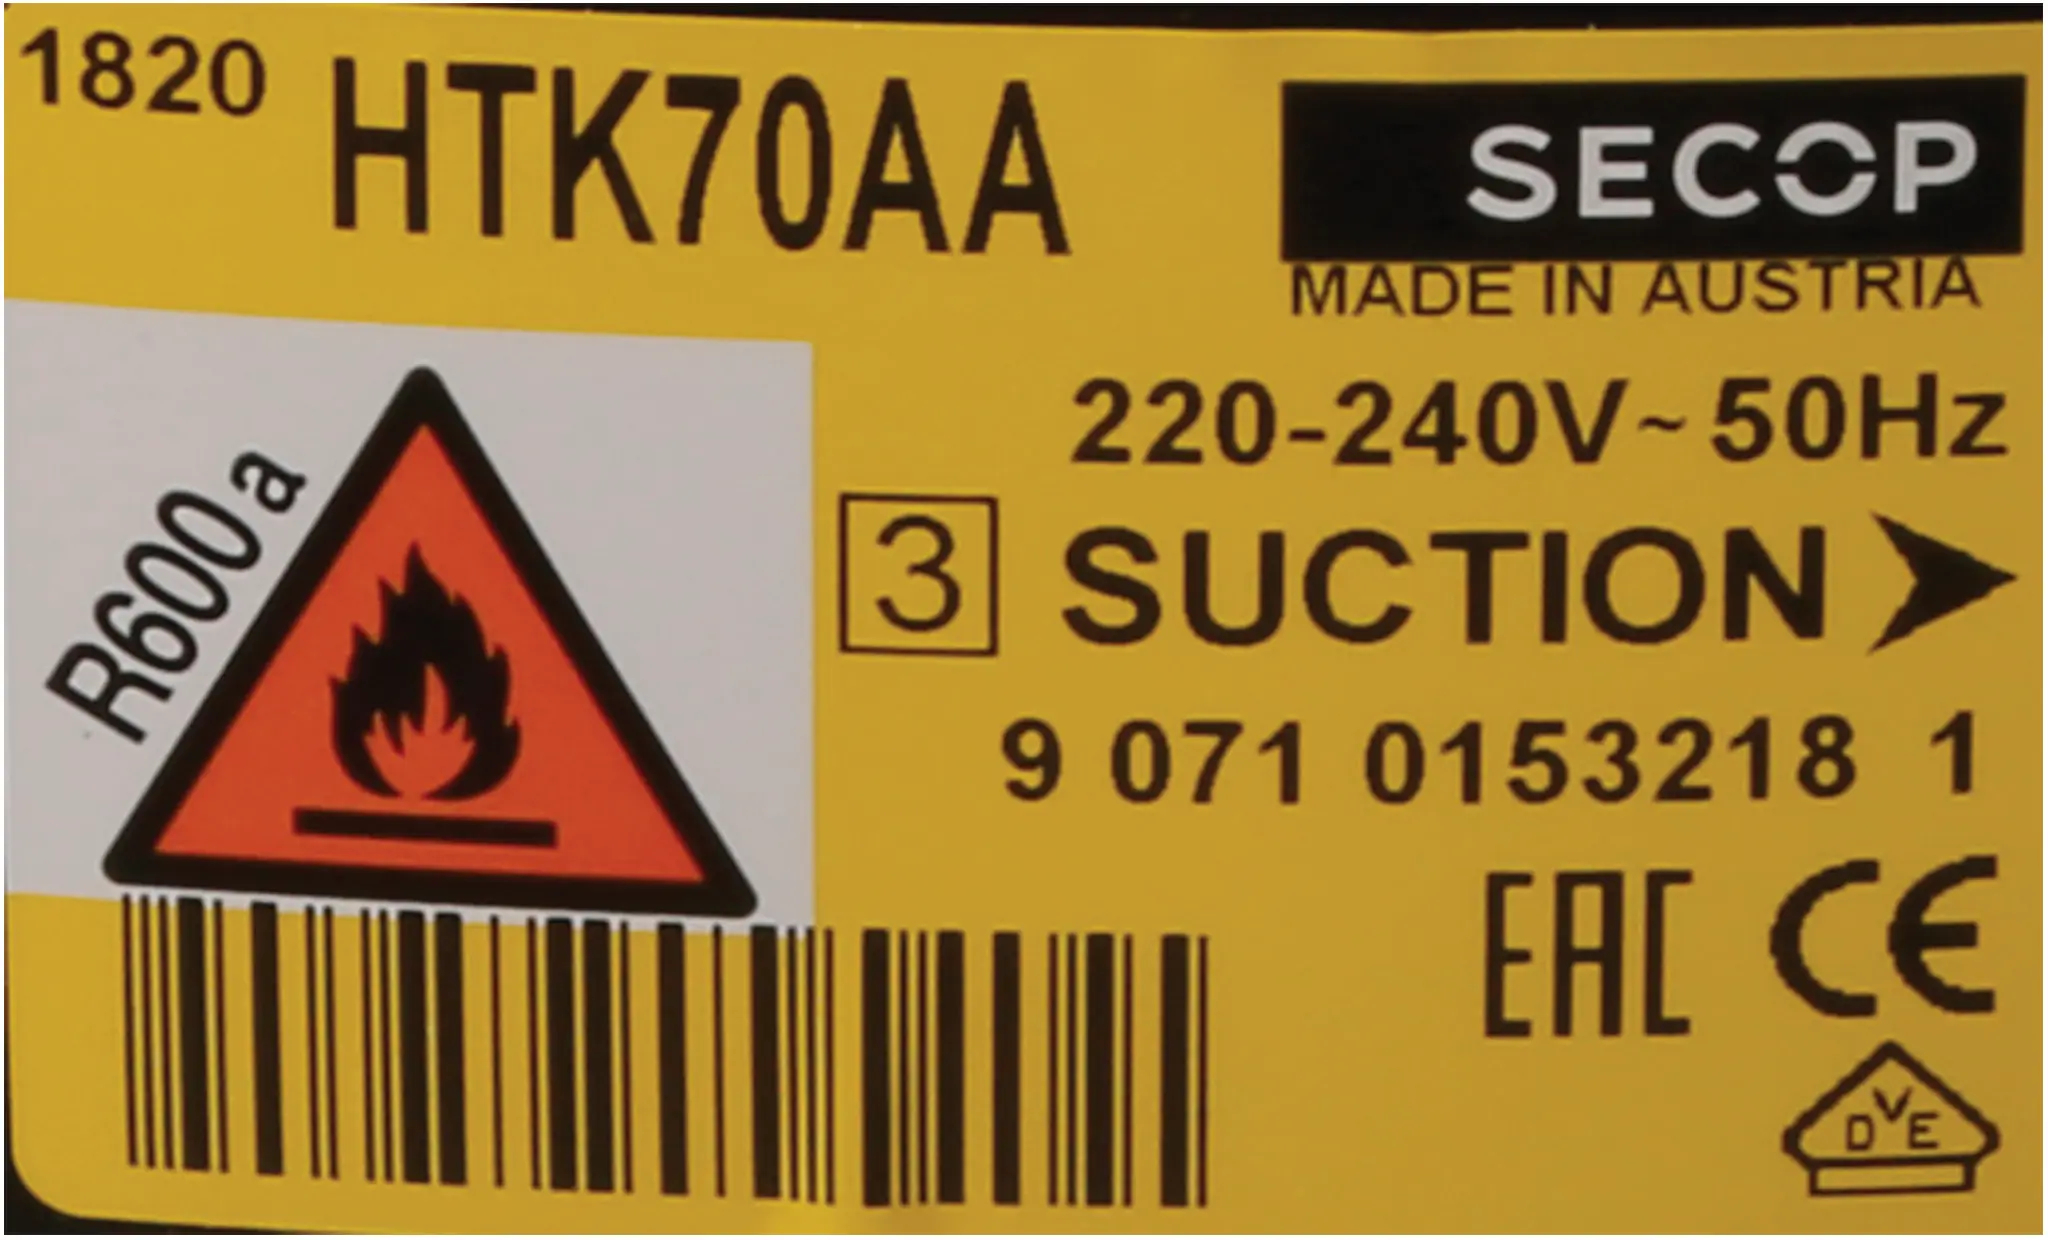 1820 HTK70AA
SECOP
MADE IN AUSTRIA
220-240V~50Hz
R600a
3 SUCTION
9 071 0153218 1
EAC CE
DVE